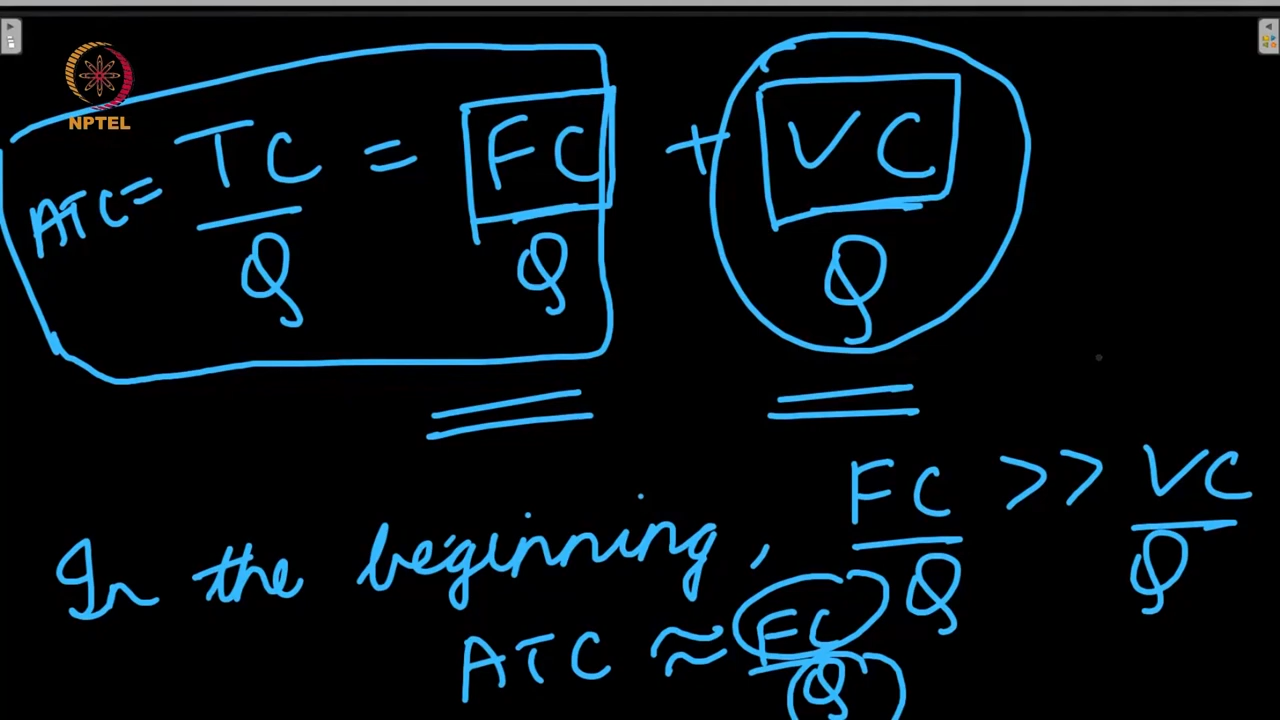 NPTEL
ATC = TC/Q = FC/Q + VC/Q
In the beginning, FC/Q >> VC/Q
ATC ≈ FC/Q